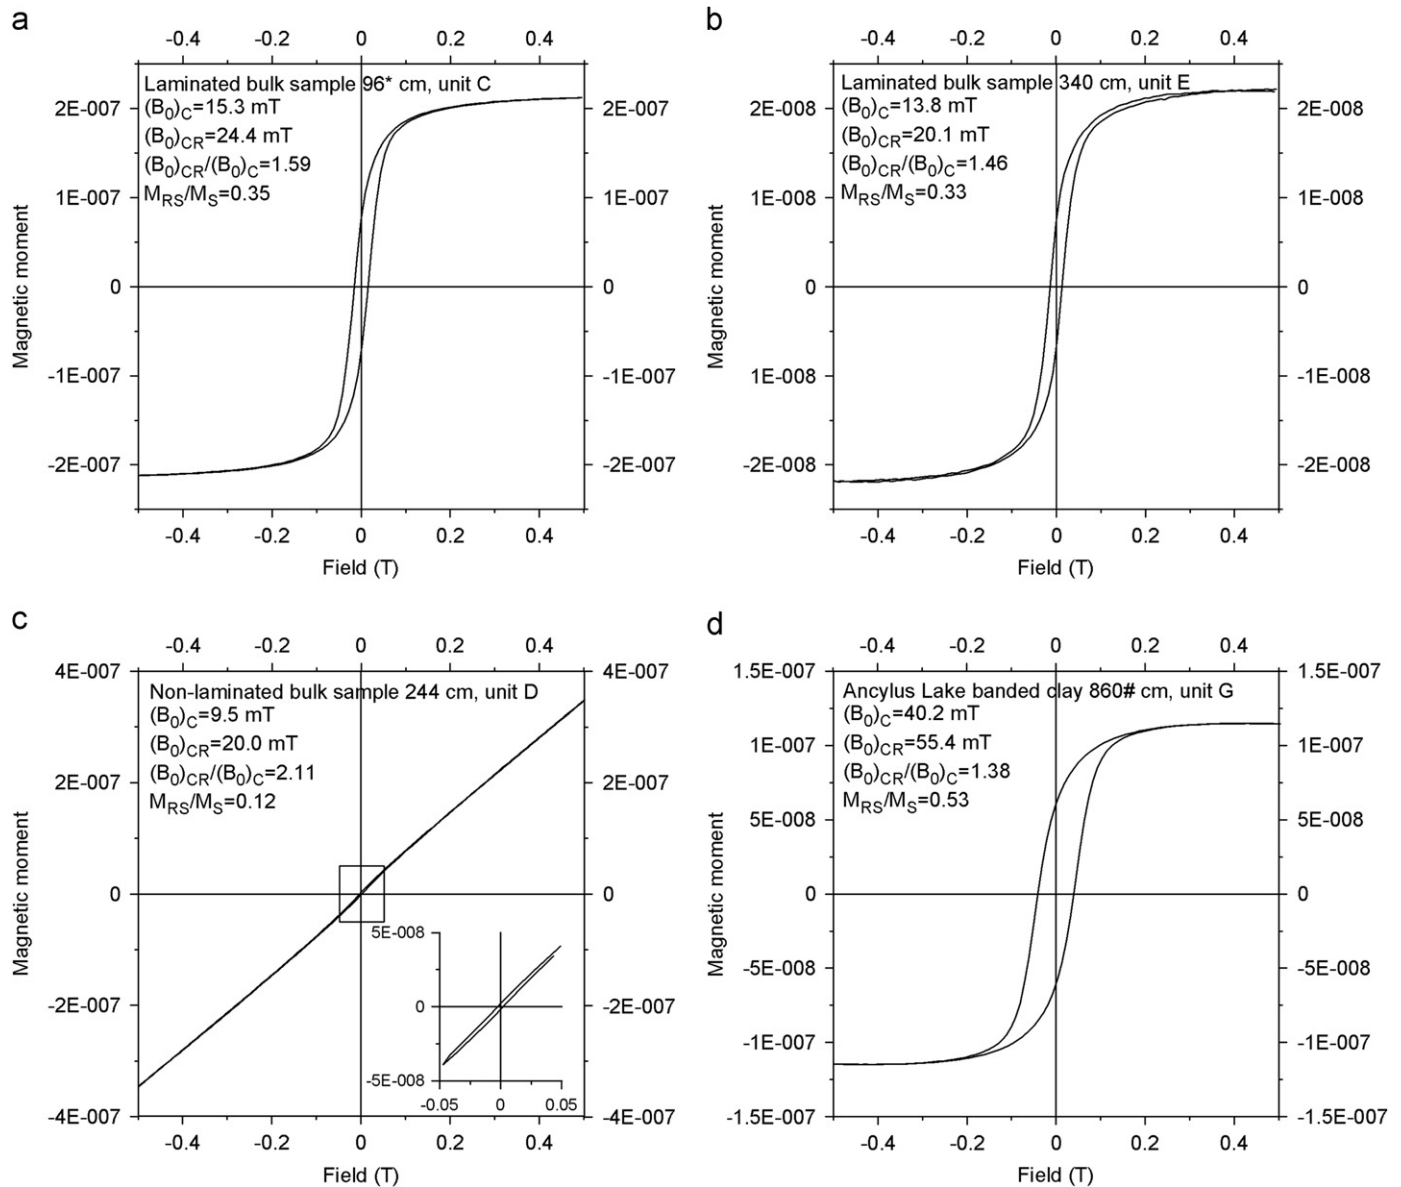 a
-0.4 -0.2 0 0.2 0.4
Laminated bulk sample 96* cm, unit C
(B0)C=15.3 mT
(B0)CR=24.4 mT
(B0)CR/(B0)C=1.59
MRS/MS=0.35
2E-007 2E-007
1E-007 1E-007
0 0
-1E-007 -1E-007
-2E-007 -2E-007
Magnetic moment
-0.4 -0.2 0 0.2 0.4
Field (T)
b
-0.4 -0.2 0 0.2 0.4
Laminated bulk sample 340 cm, unit E
(B0)C=13.8 mT
(B0)CR=20.1 mT
(B0)CR/(B0)C=1.46
MRS/MS=0.33
2E-008 2E-008
1E-008 1E-008
0 0
1E-008 -1E-008
-2E-008 -2E-008
Magnetic moment
-0.4 -0.2 0 0.2 0.4
Field (T)
c
-0.4 -0.2 0 0.2 0.4
4E-007 4E-007
Non-laminated bulk sample 244 cm, unit D
(B0)C=9.5 mT
(B0)CR=20.0 mT
(B0)CR/(B0)C=2.11
MRS/MS=0.12
2E-007 2E-007
0 0
-2E-007 -2E-007
-4E-007 -4E-007
Magnetic moment
5E-008
0
-5E-008
-0.05 0 0.05
-0.4 -0.2 0 0.2 0.4
Field (T)
d
-0.4 -0.2 0 0.2 0.4
1.5E-007 1.5E-007
Ancylus Lake banded clay 860# cm, unit G
(B0)C=40.2 mT
(B0)CR=55.4 mT
(B0)CR/(B0)C=1.38
MRS/MS=0.53
1E-007 1E-007
5E-008 5E-008
0 0
-5E-008 -5E-008
-1E-007 -1E-007
-1.5E-007 -1.5E-007
Magnetic moment
-0.4 -0.2 0 0.2 0.4
Field (T)